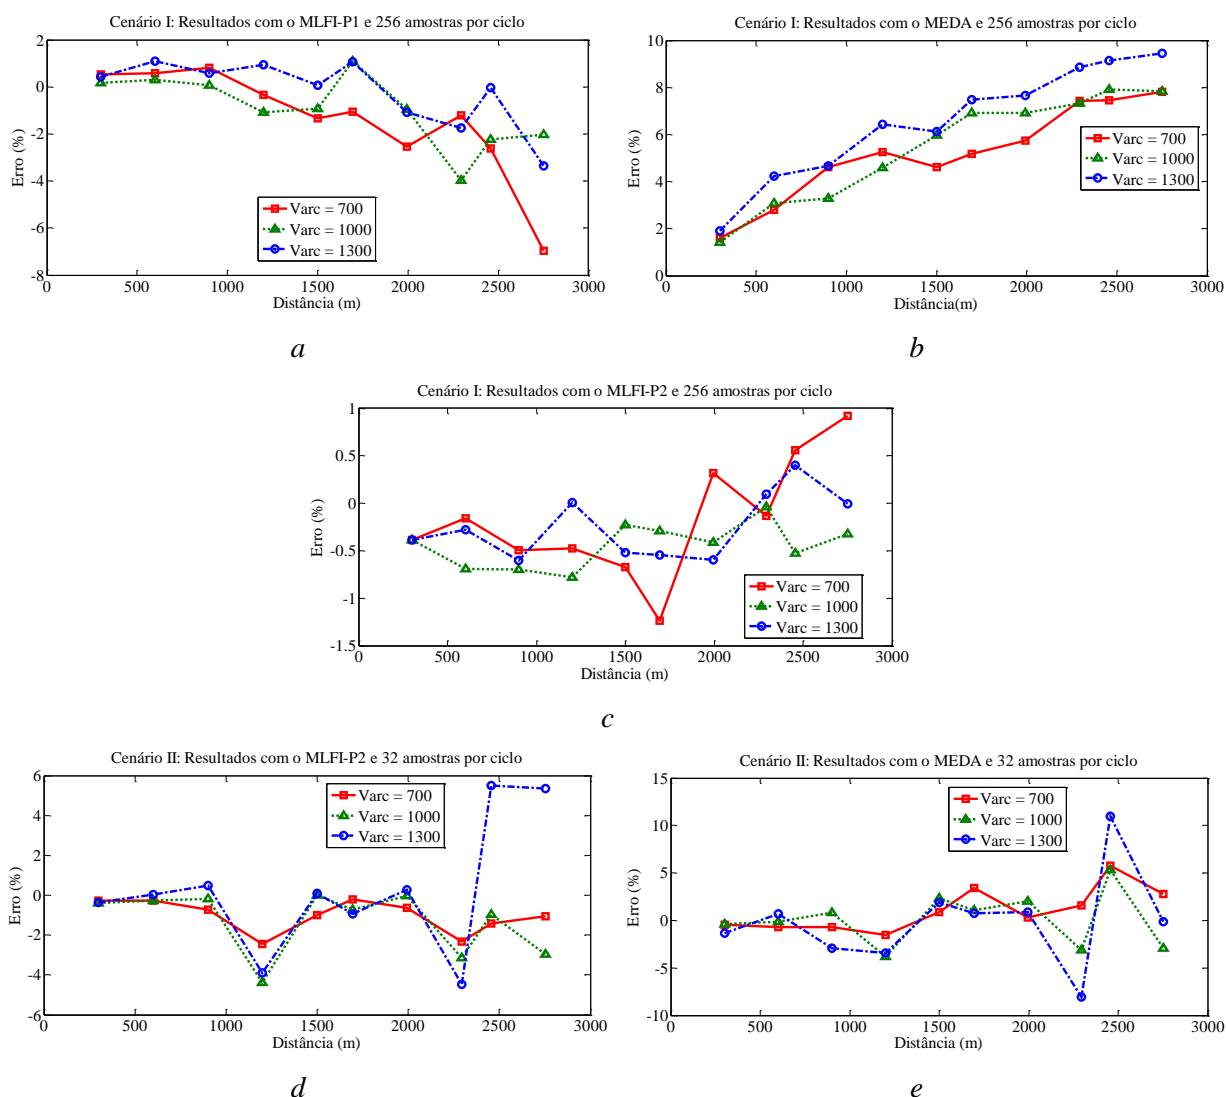 Cenário I: Resultados com o MLFI-P1 e 256 amostras por ciclo
2
0
-2
-4
-6
-8
Erro (%)
Varc = 700
Varc = 1000
Varc = 1300
500
1000
1500
2000
2500
3000
Distância (m)
a
Cenário I: Resultados com o MEDA e 256 amostras por ciclo
10
8
6
4
2
0
Erro (%)
Varc = 700
Varc = 1000
Varc = 1300
0
500
1000
1500
2000
2500
3000
Distância(m)
b
Cenário I: Resultados com o MLFI-P2 e 256 amostras por ciclo
1
0.5
0
-0.5
-1
-1.5
Erro (%)
Varc = 700
Varc = 1000
Varc = 1300
0
500
1000
1500
2000
2500
3000
Distância (m)
c
Cenário II: Resultados com o MLFI-P2 e 32 amostras por ciclo
6
4
2
0
-2
-4
-6
Erro (%)
Varc = 700
Varc = 1000
Varc = 1300
0
500
1000
1500
2000
2500
3000
Distância (m)
d
Cenário II: Resultados com o MEDA e 32 amostras por ciclo
15
10
5
0
-5
-10
Erro (%)
Varc = 700
Varc = 1000
Varc = 1300
0
500
1000
1500
2000
2500
3000
Distância (m)
e